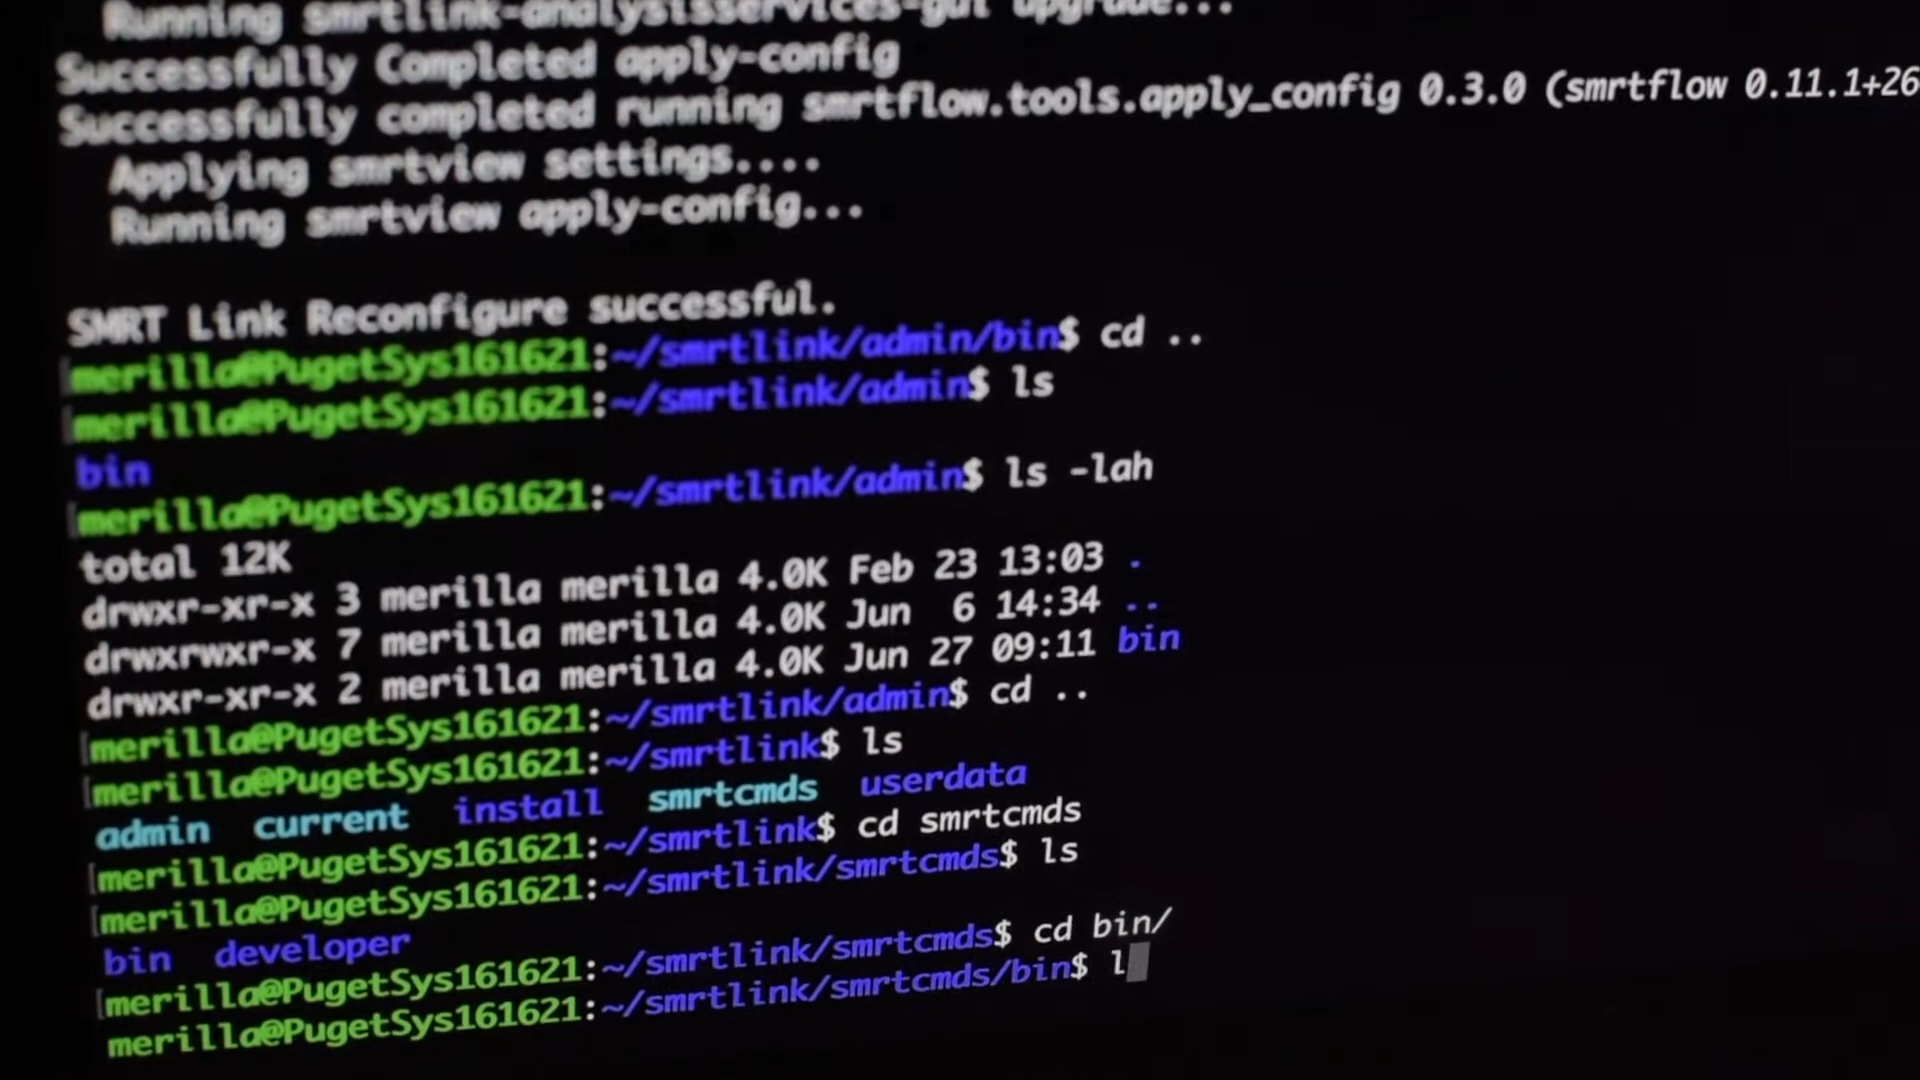 Running smrtlink-analysisservices-gui upgrade...
Successfully Completed apply-config
Successfully completed running smrtflow.tools.apply_config 0.3.0 (smrtflow 0.11.1+26
Applying smrtview settings....
Running smrtview apply-config...
SMRT Link Reconfigure successful.
merilla@PugetSys161621:~/smrtlink/admin/bin$ cd ..
merilla@PugetSys161621:~/smrtlink/admin$ ls
bin
merilla@PugetSys161621:~/smrtlink/admin$ ls -lah
total 12K
drwxr-xr-x 3 merilla merilla 4.0K Feb 23 13:03 .
drwxrwxr-x 7 merilla merilla 4.0K Jun  6 14:34 ..
drwxr-xr-x 2 merilla merilla 4.0K Jun 27 09:11 bin
merilla@PugetSys161621:~/smrtlink/admin$ cd ..
merilla@PugetSys161621:~/smrtlink$ ls
admin  current  install  smrtcmds  userdata
merilla@PugetSys161621:~/smrtlink$ cd smrtcmds
merilla@PugetSys161621:~/smrtlink/smrtcmds$ ls
bin  developer
merilla@PugetSys161621:~/smrtlink/smrtcmds$ cd bin/
merilla@PugetSys161621:~/smrtlink/smrtcmds/bin$ l